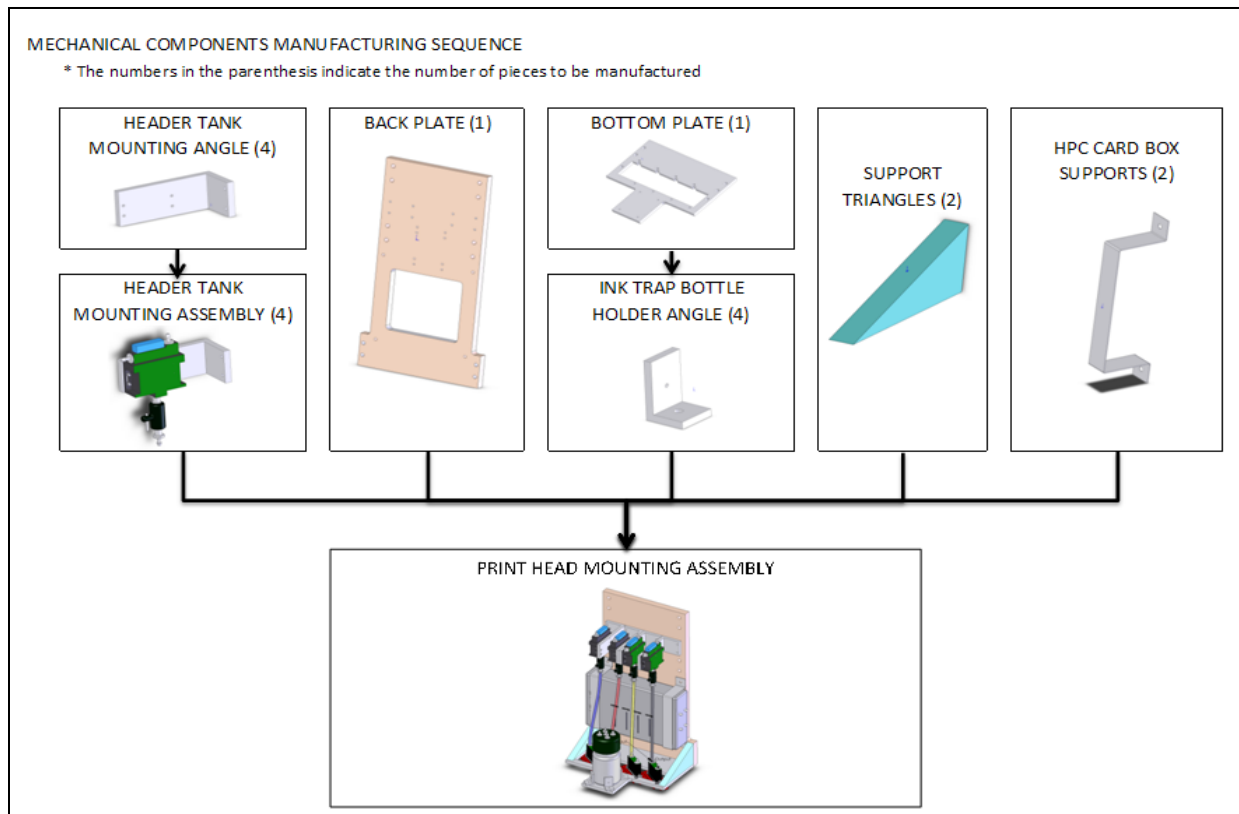 MECHANICAL COMPONENTS MANUFACTURING SEQUENCE
* The numbers in the parenthesis indicate the number of pieces to be manufactured
HEADER TANK
MOUNTING ANGLE (4)
HEADER TANK
MOUNTING ASSEMBLY (4)
BACK PLATE (1)
BOTTOM PLATE (1)
INK TRAP BOTTLE
HOLDER ANGLE (4)
SUPPORT
TRIANGLES (2)
HPC CARD BOX
SUPPORTS (2)
PRINT HEAD MOUNTING ASSEMBLY